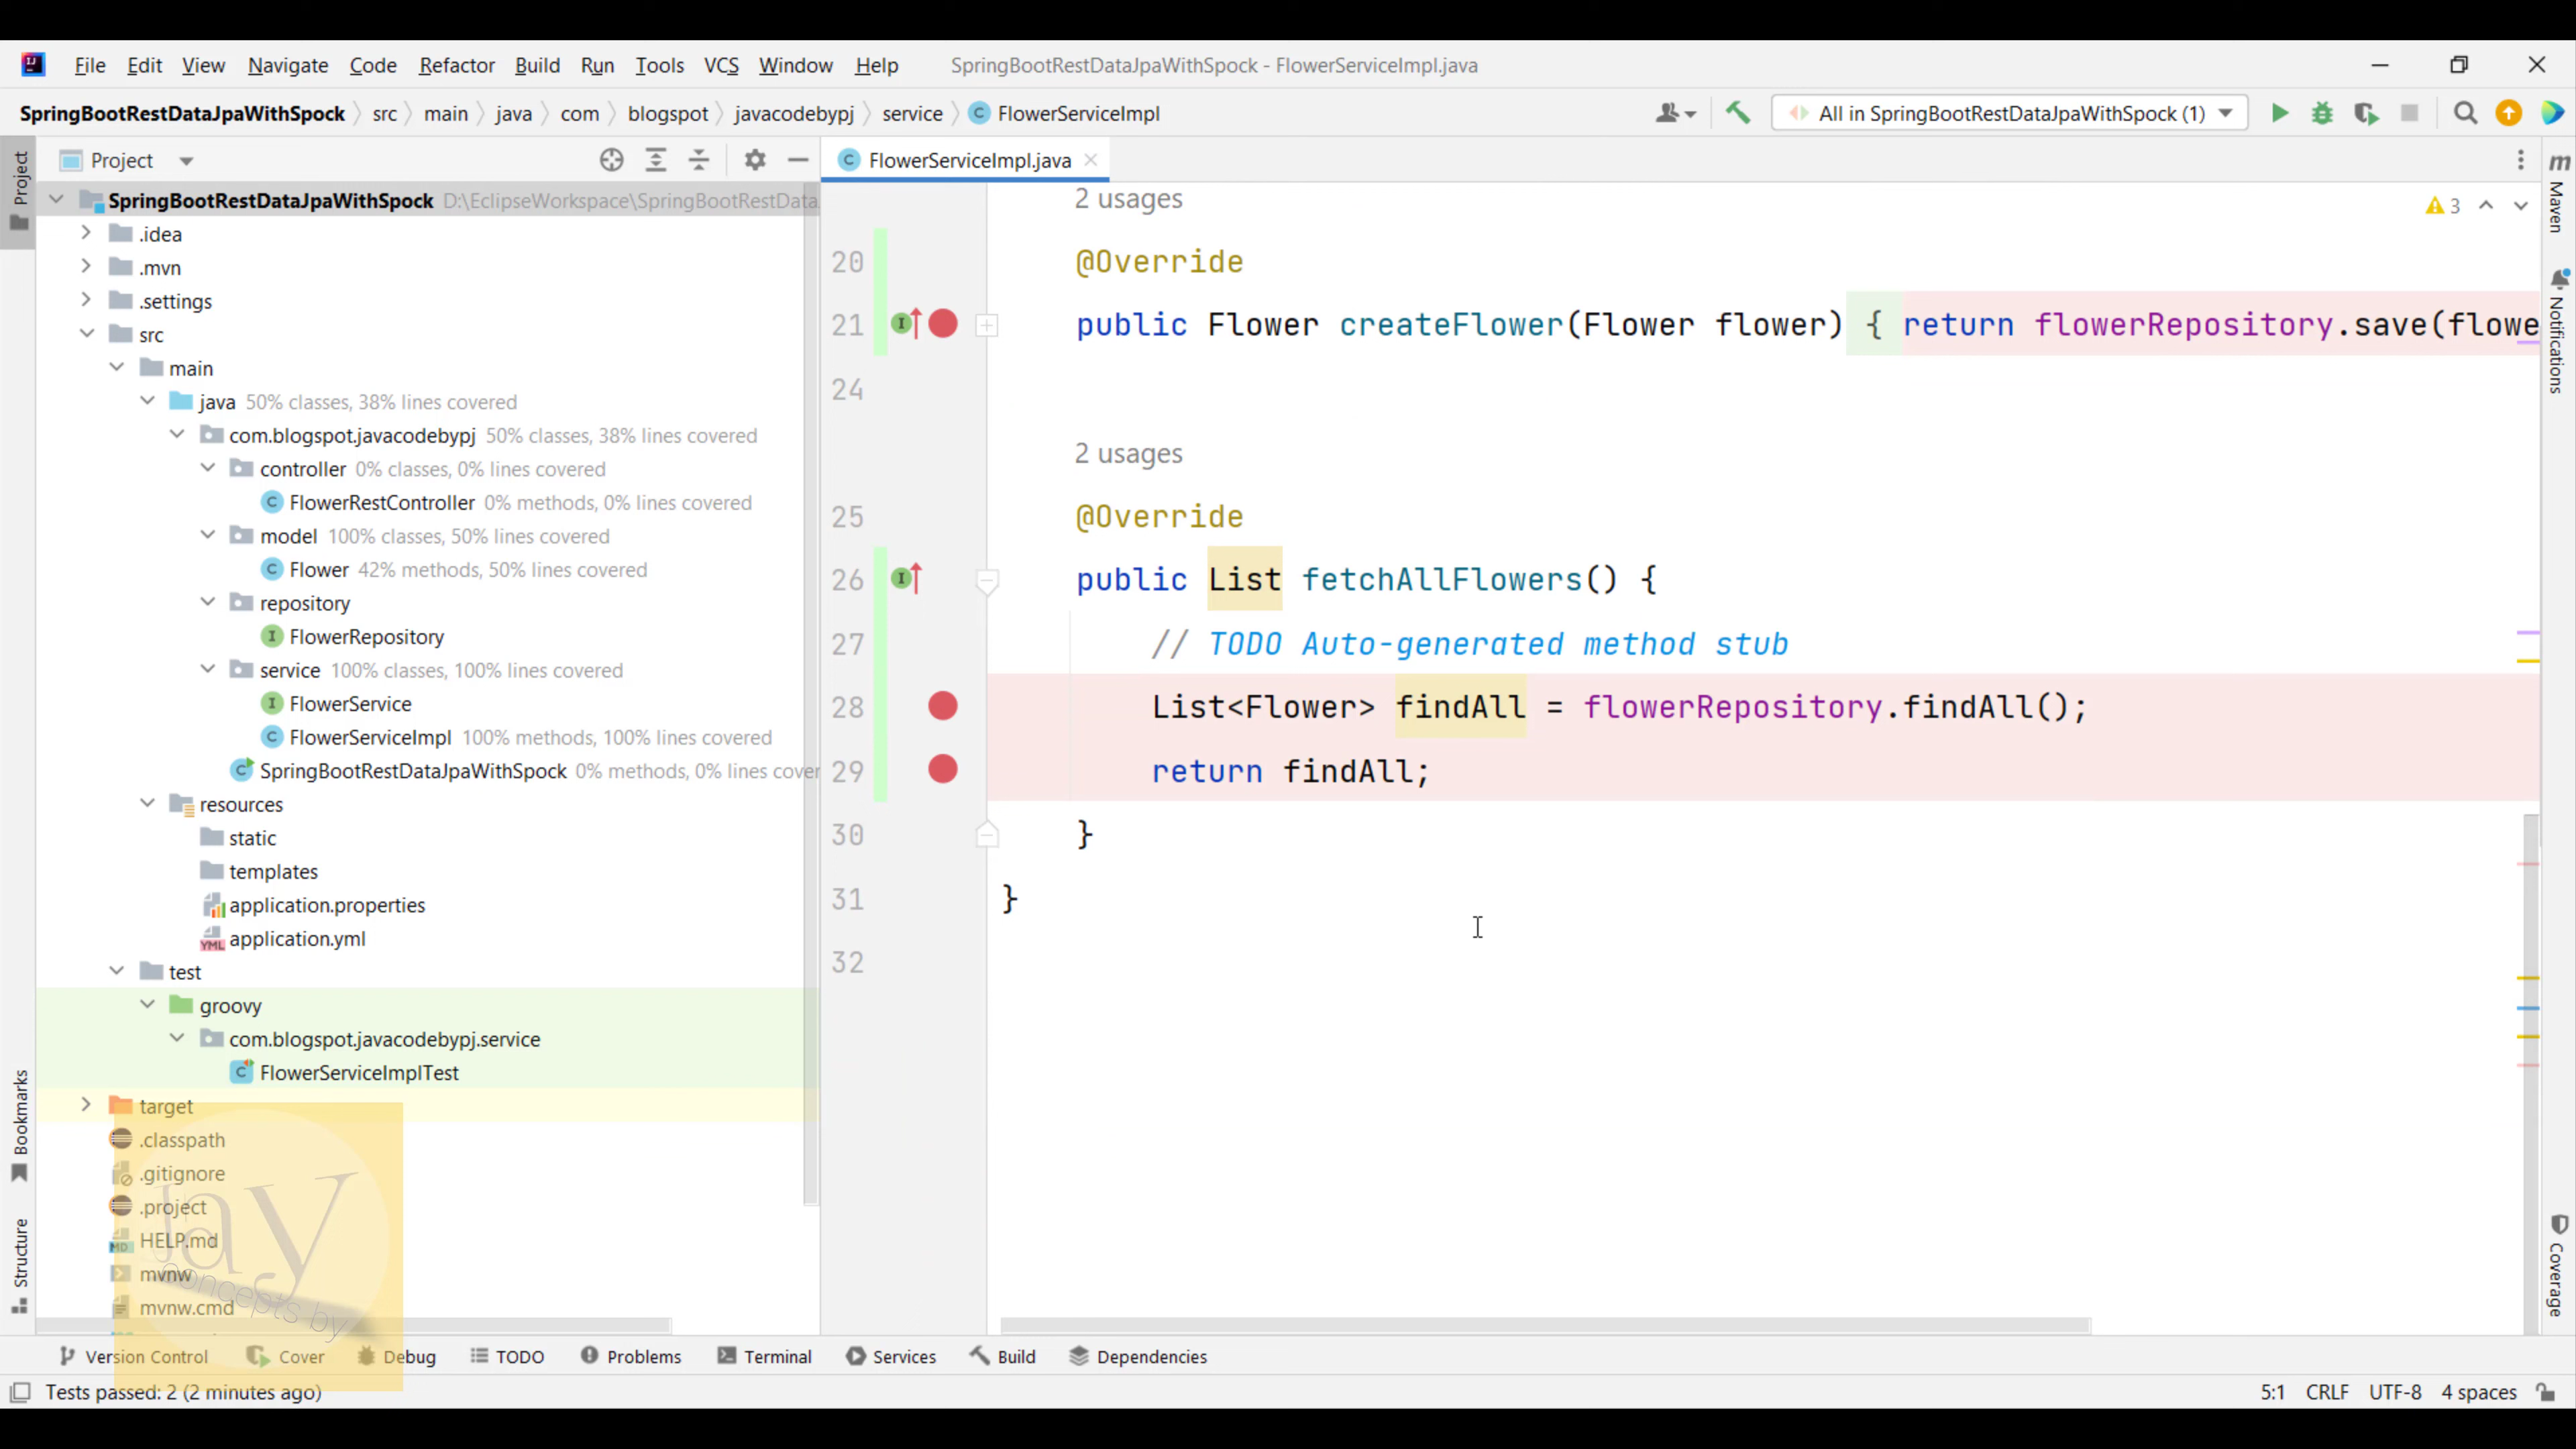 File Edit View Navigate Code Refactor Build Run Tools VCS Window Help SpringBootRestDataJpaWithSpock - FlowerServiceImpl.java
SpringBootRestDataJpaWithSpock src main java com blogspot javacodebypj service FlowerServiceImpl All in SpringBootRestDataJpaWithSpock (1)
Project
FlowerServiceImpl.java
Project
SpringBootRestDataJpaWithSpock D:\EclipseWorkspace\SpringBootRestData
.idea
.mvn
.settings
src
main
java 50% classes, 38% lines covered
com.blogspot.javacodebypj 50% classes, 38% lines covered
controller 0% classes, 0% lines covered
FlowerRestController 0% methods, 0% lines covered
model 100% classes, 50% lines covered
Flower 42% methods, 50% lines covered
repository
FlowerRepository
service 100% classes, 100% lines covered
FlowerService
FlowerServiceImpl 100% methods, 100% lines covered
SpringBootRestDataJpaWithSpock 0% methods, 0% lines cover
resources
static
templates
application.properties
application.yml
test
groovy
com.blogspot.javacodebypj.service
FlowerServiceImplTest
target
.classpath
.gitignore
.project
HELP.md
mvnw
mvnw.cmd
Jay
Concepts by
Bookmarks
Structure
2 usages
3
20 @Override
21 public Flower createFlower(Flower flower) { return flowerRepository.save(flowe
24
2 usages
25 @Override
26 public List fetchAllFlowers() {
27 // TODO Auto-generated method stub
28 List<Flower> findAll = flowerRepository.findAll();
29 return findAll;
30 }
31 }
32
m
Maven
Notifications
Coverage
Version Control Cover Debug TODO Problems Terminal Services Build Dependencies
Tests passed: 2 (2 minutes ago) 5:1 CRLF UTF-8 4 spaces